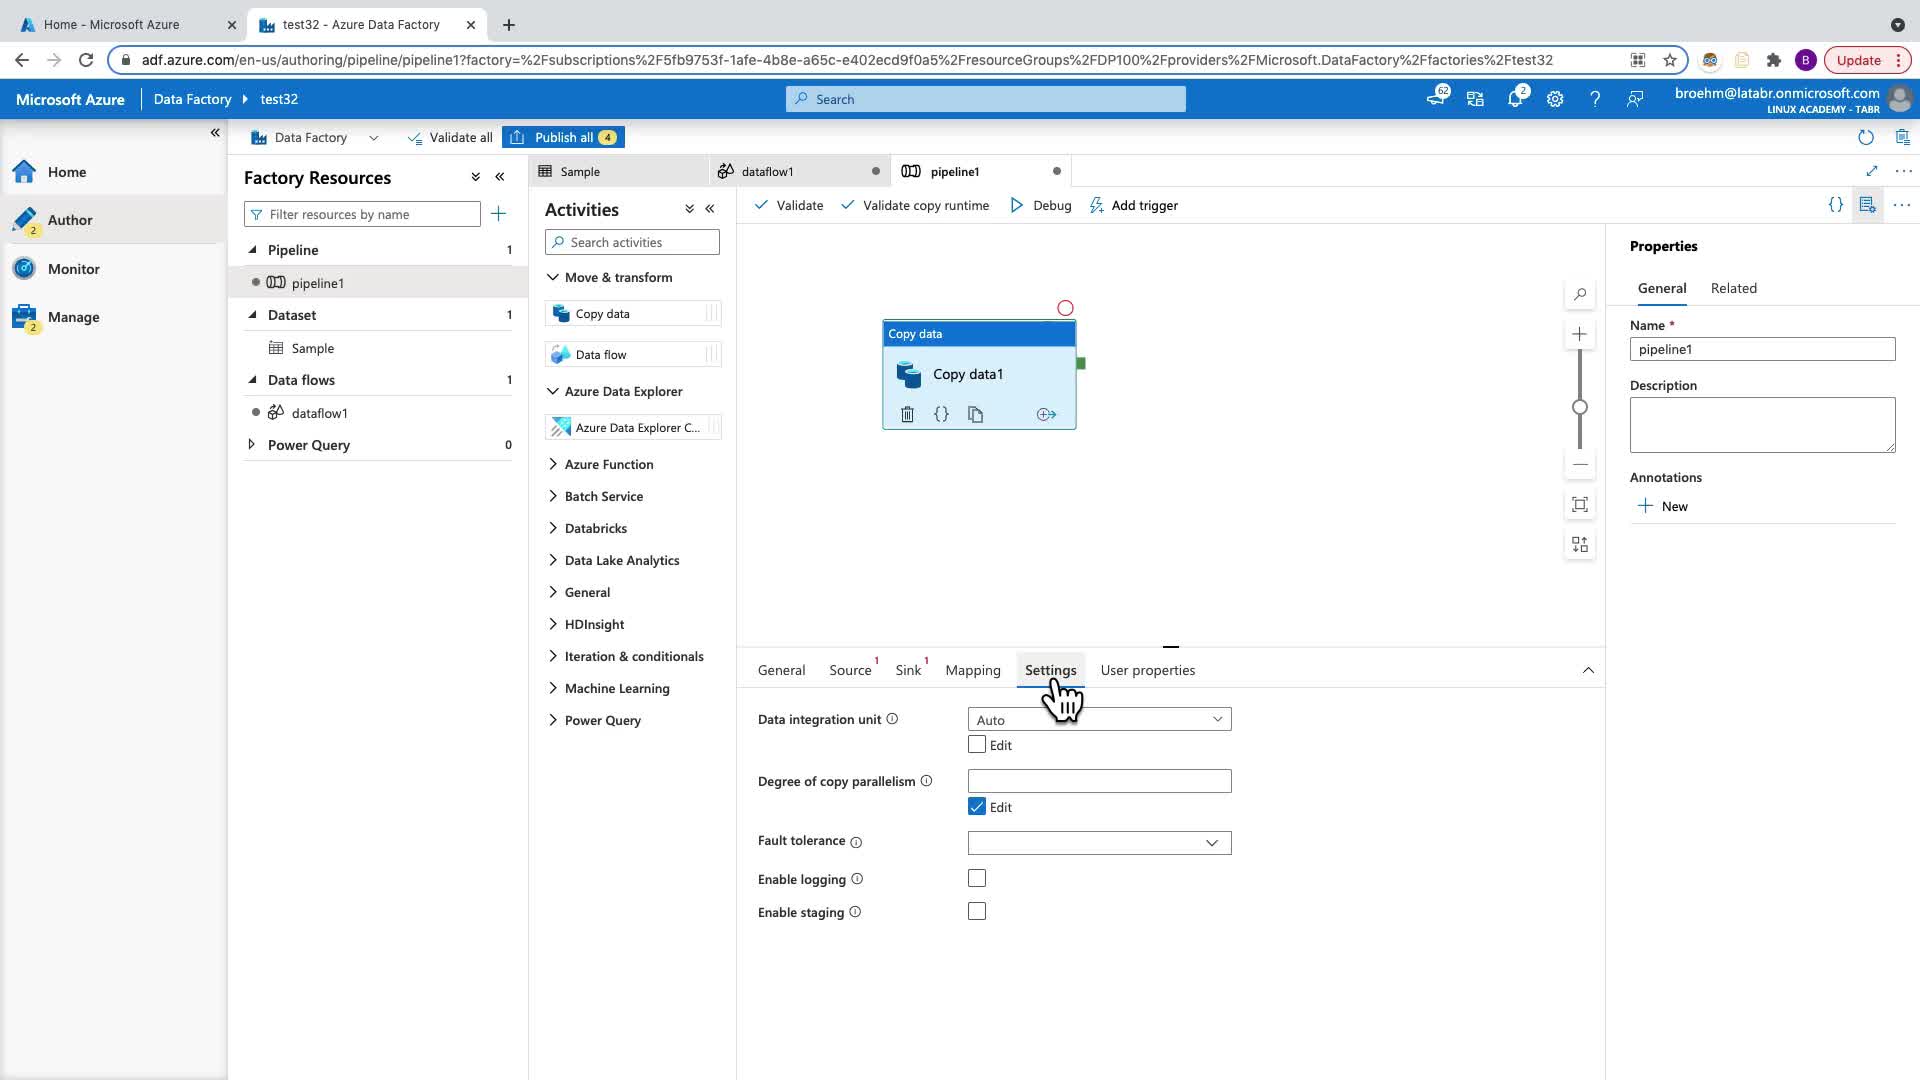 Home - Microsoft Azure
test32 - Azure Data Factory
adf.azure.com/en-us/authoring/pipeline/pipeline1?factory=%2Fsubscriptions%2F5fb9753f-1afe-4b8e-a65c-e402ecd9f0a5%2FresourceGroups%2FDP100%2Fproviders%2FMicrosoft.DataFactory%2Ffactories%2Ftest32
B
Update
Microsoft Azure
Data Factory
test32
Search
62
2
broehm@latabr.onmicrosoft.com
LINUX ACADEMY - TABR
Home
Author
2
Monitor
Manage
2
Data Factory
Validate all
Publish all 4
Factory Resources
Filter resources by name
Pipeline 1
pipeline1
Dataset 1
Sample
Data flows 1
dataflow1
Power Query 0
Sample
dataflow1
pipeline1
Activities
Search activities
Move & transform
Copy data
Data flow
Azure Data Explorer
Azure Data Explorer C...
Azure Function
Batch Service
Databricks
Data Lake Analytics
General
HDInsight
Iteration & conditionals
Machine Learning
Power Query
Validate
Validate copy runtime
Debug
Add trigger
Copy data
Copy data1
Properties
General
Related
Name *
pipeline1
Description
Annotations
New
General
Source 1
Sink 1
Mapping
Settings
User properties
Data integration unit
Auto
Edit
Degree of copy parallelism
Edit
Fault tolerance
Enable logging
Enable staging